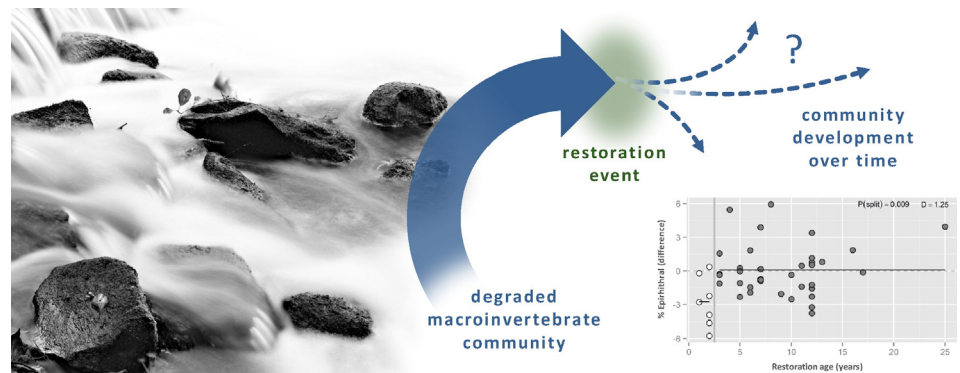 ?
restoration
event
community
development
over time
degraded
macroinvertebrate
community
P(split) = 0.009 D = 1.25
% Epirhithral (difference)
6
3
0
-3
-6
0 5 10 15 20 25
Restoration age (years)